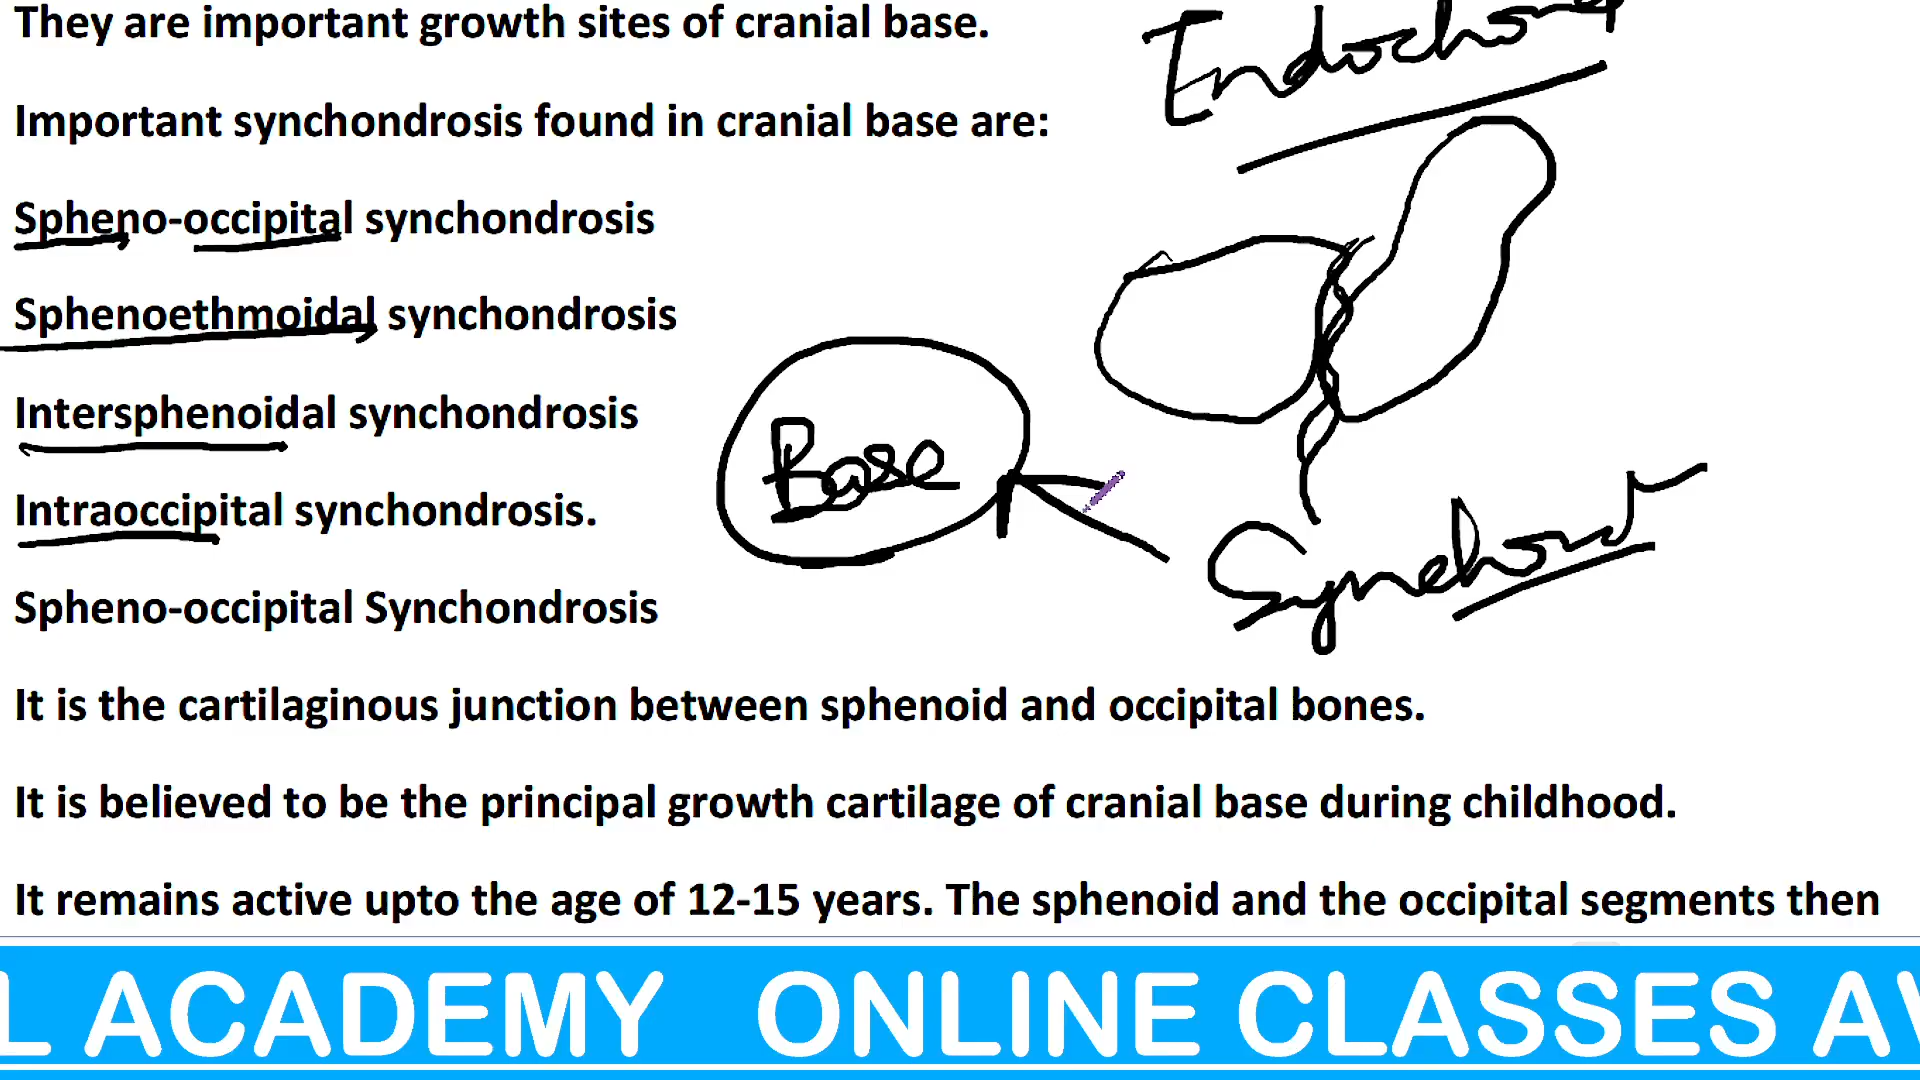 They are important growth sites of cranial base.
Important synchondrosis found in cranial base are:
Spheno-occipital synchondrosis
Sphenoethmoidal synchondrosis
Intersphenoidal synchondrosis
Intraoccipital synchondrosis.
Spheno-occipital Synchondrosis
It is the cartilaginous junction between sphenoid and occipital bones.
It is believed to be the principal growth cartilage of cranial base during childhood.
It remains active upto the age of 12-15 years. The sphenoid and the occipital segments then
Base
L ACADEMY ONLINE CLASSES AV